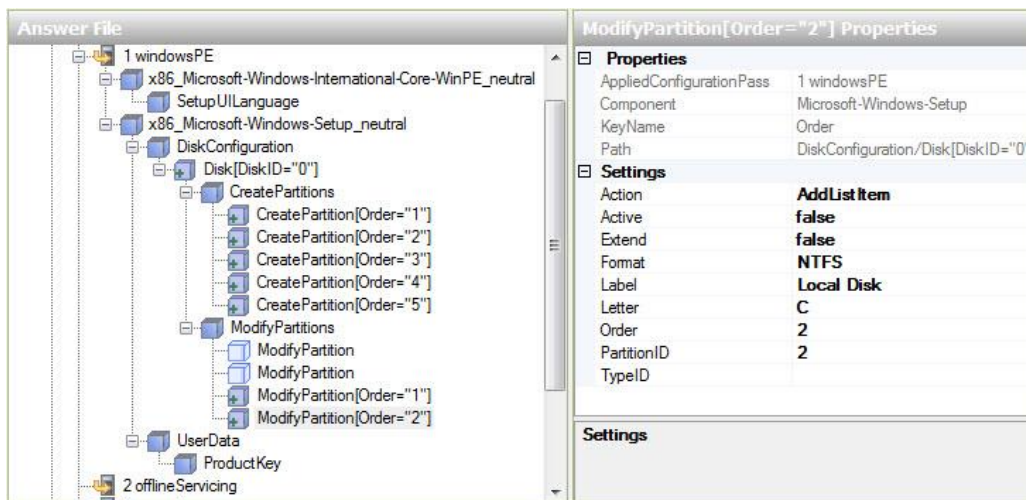 Answer File
1 windowsPE
x86_Microsoft-Windows-International-Core-WinPE_neutral
SetupUILanguage
x86_Microsoft-Windows-Setup_neutral
DiskConfiguration
Disk[DiskID="0"]
CreatePartitions
CreatePartition[Order="1"]
CreatePartition[Order="2"]
CreatePartition[Order="3"]
CreatePartition[Order="4"]
CreatePartition[Order="5"]
ModifyPartitions
ModifyPartition
ModifyPartition
ModifyPartition[Order="1"]
ModifyPartition[Order="2"]
UserData
ProductKey
2 offlineServicing
ModifyPartition[Order="2"] Properties
Properties
AppliedConfigurationPass 1 windowsPE
Component Microsoft-Windows-Setup
KeyName Order
Path DiskConfiguration/Disk[DiskID="0"
Settings
Action AddListItem
Active false
Extend false
Format NTFS
Label Local Disk
Letter C
Order 2
PartitionID 2
TypeID
Settings